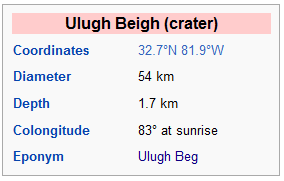 Ulugh Beigh (crater)
Coordinates 32.7°N 81.9°W
Diameter 54 km
Depth 1.7 km
Colongitude 83° at sunrise
Eponym Ulugh Beg